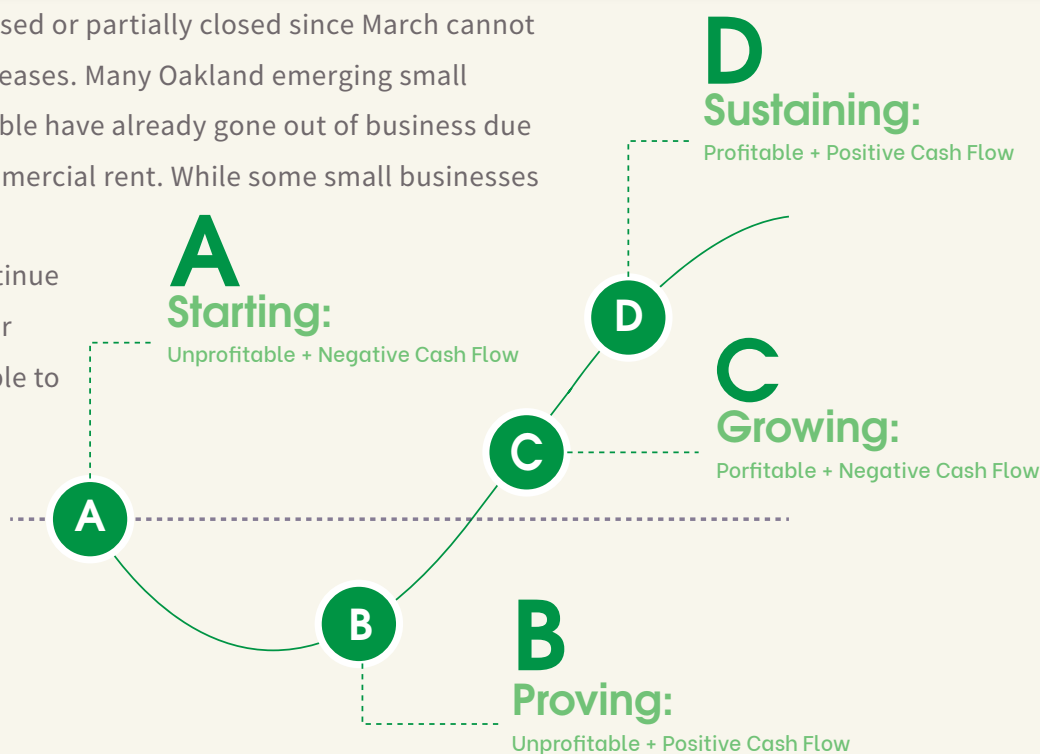 sed or partially closed since March cannot
eases. Many Oakland emerging small
ble have already gone out of business due
mercial rent. While some small businesses
tinue
r
ble to
A
Starting:
Unprofitable + Negative Cash Flow
D
Sustaining:
Profitable + Positive Cash Flow
D
C
Growing:
Porfitable + Negative Cash Flow
C
A
B
B
Proving:
Unprofitable + Positive Cash Flow